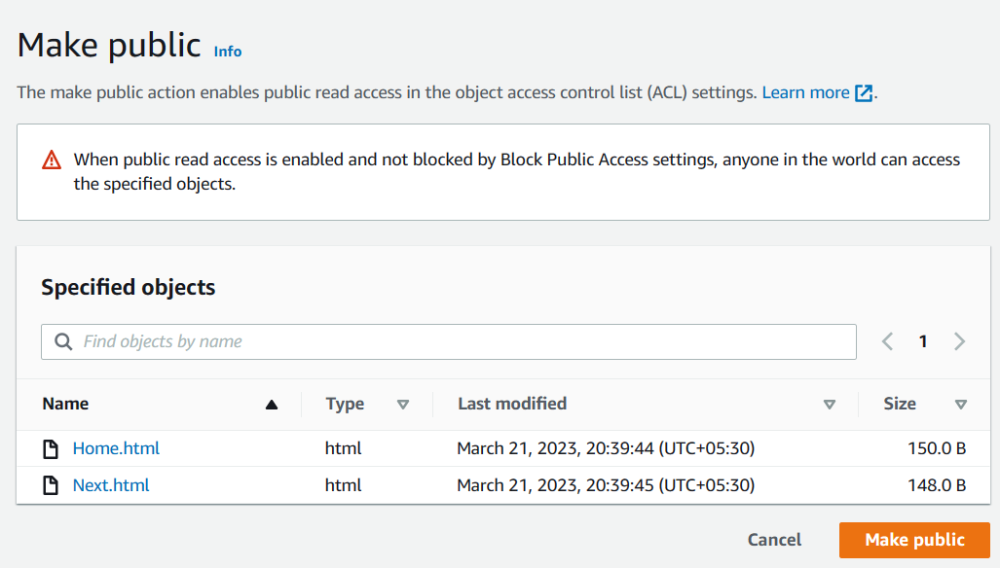 Make public Info
The make public action enables public read access in the object access control list (ACL) settings. Learn more.
When public read access is enabled and not blocked by Block Public Access settings, anyone in the world can access
the specified objects.
Specified objects
Find objects by name
1
Name Type Last modified Size
Home.html html March 21, 2023, 20:39:44 (UTC+05:30) 150.0 B
Next.html html March 21, 2023, 20:39:45 (UTC+05:30) 148.0 B
Cancel Make public